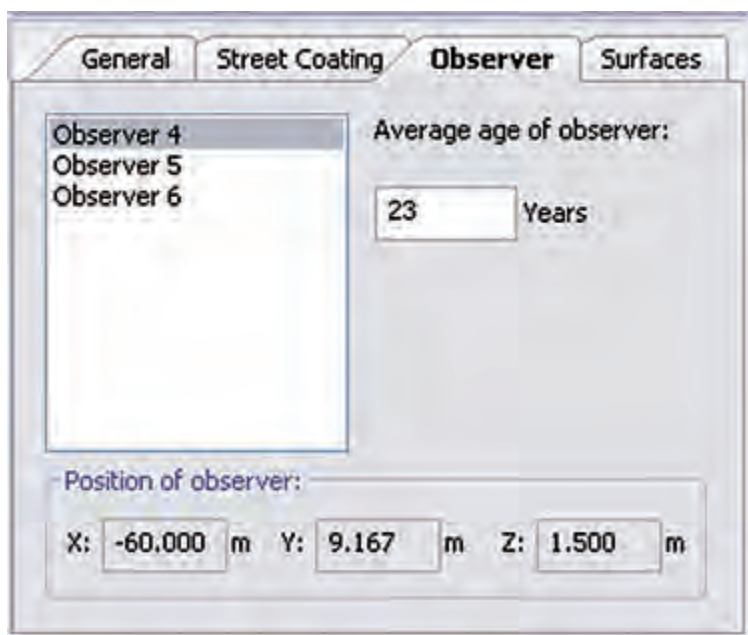 General Street Coating Observer Surfaces
Observer 4
Observer 5
Observer 6
Average age of observer:
23 Years
Position of observer:
X: -60.000 m Y: 9.167 m Z: 1.500 m